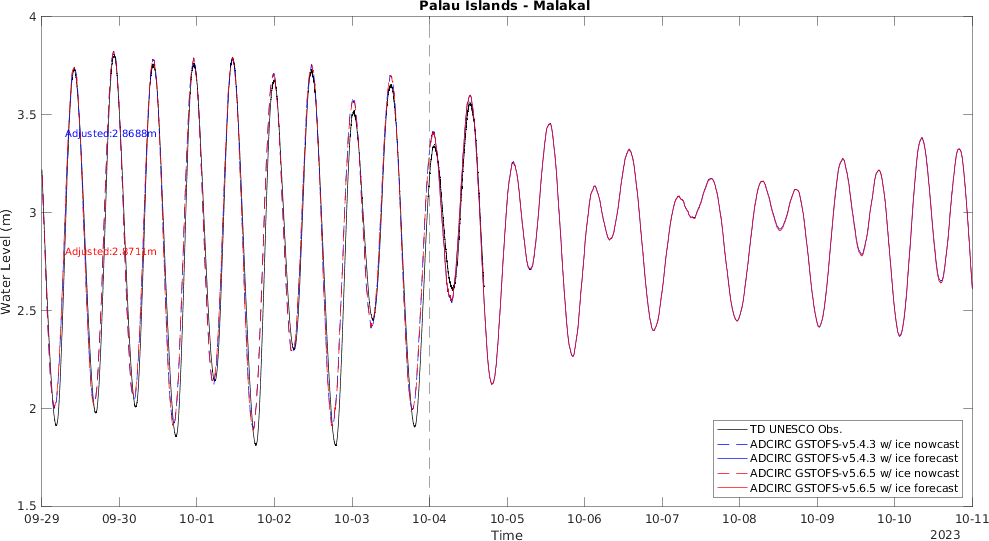 Palau Islands - Malakal
4
3.5
3
2.5
2
1.5
Water Level (m)
Adjusted:2.8688m
Adjusted:2.8711m
TD UNESCO Obs.
ADCIRC GSTOFS-v5.4.3 w/ ice nowcast
ADCIRC GSTOFS-v5.4.3 w/ ice forecast
ADCIRC GSTOFS-v5.6.5 w/ ice nowcast
ADCIRC GSTOFS-v5.6.5 w/ ice forecast
09-29 09-30 10-01 10-02 10-03 10-04 10-05 10-06 10-07 10-08 10-09 10-10 10-11
Time
2023